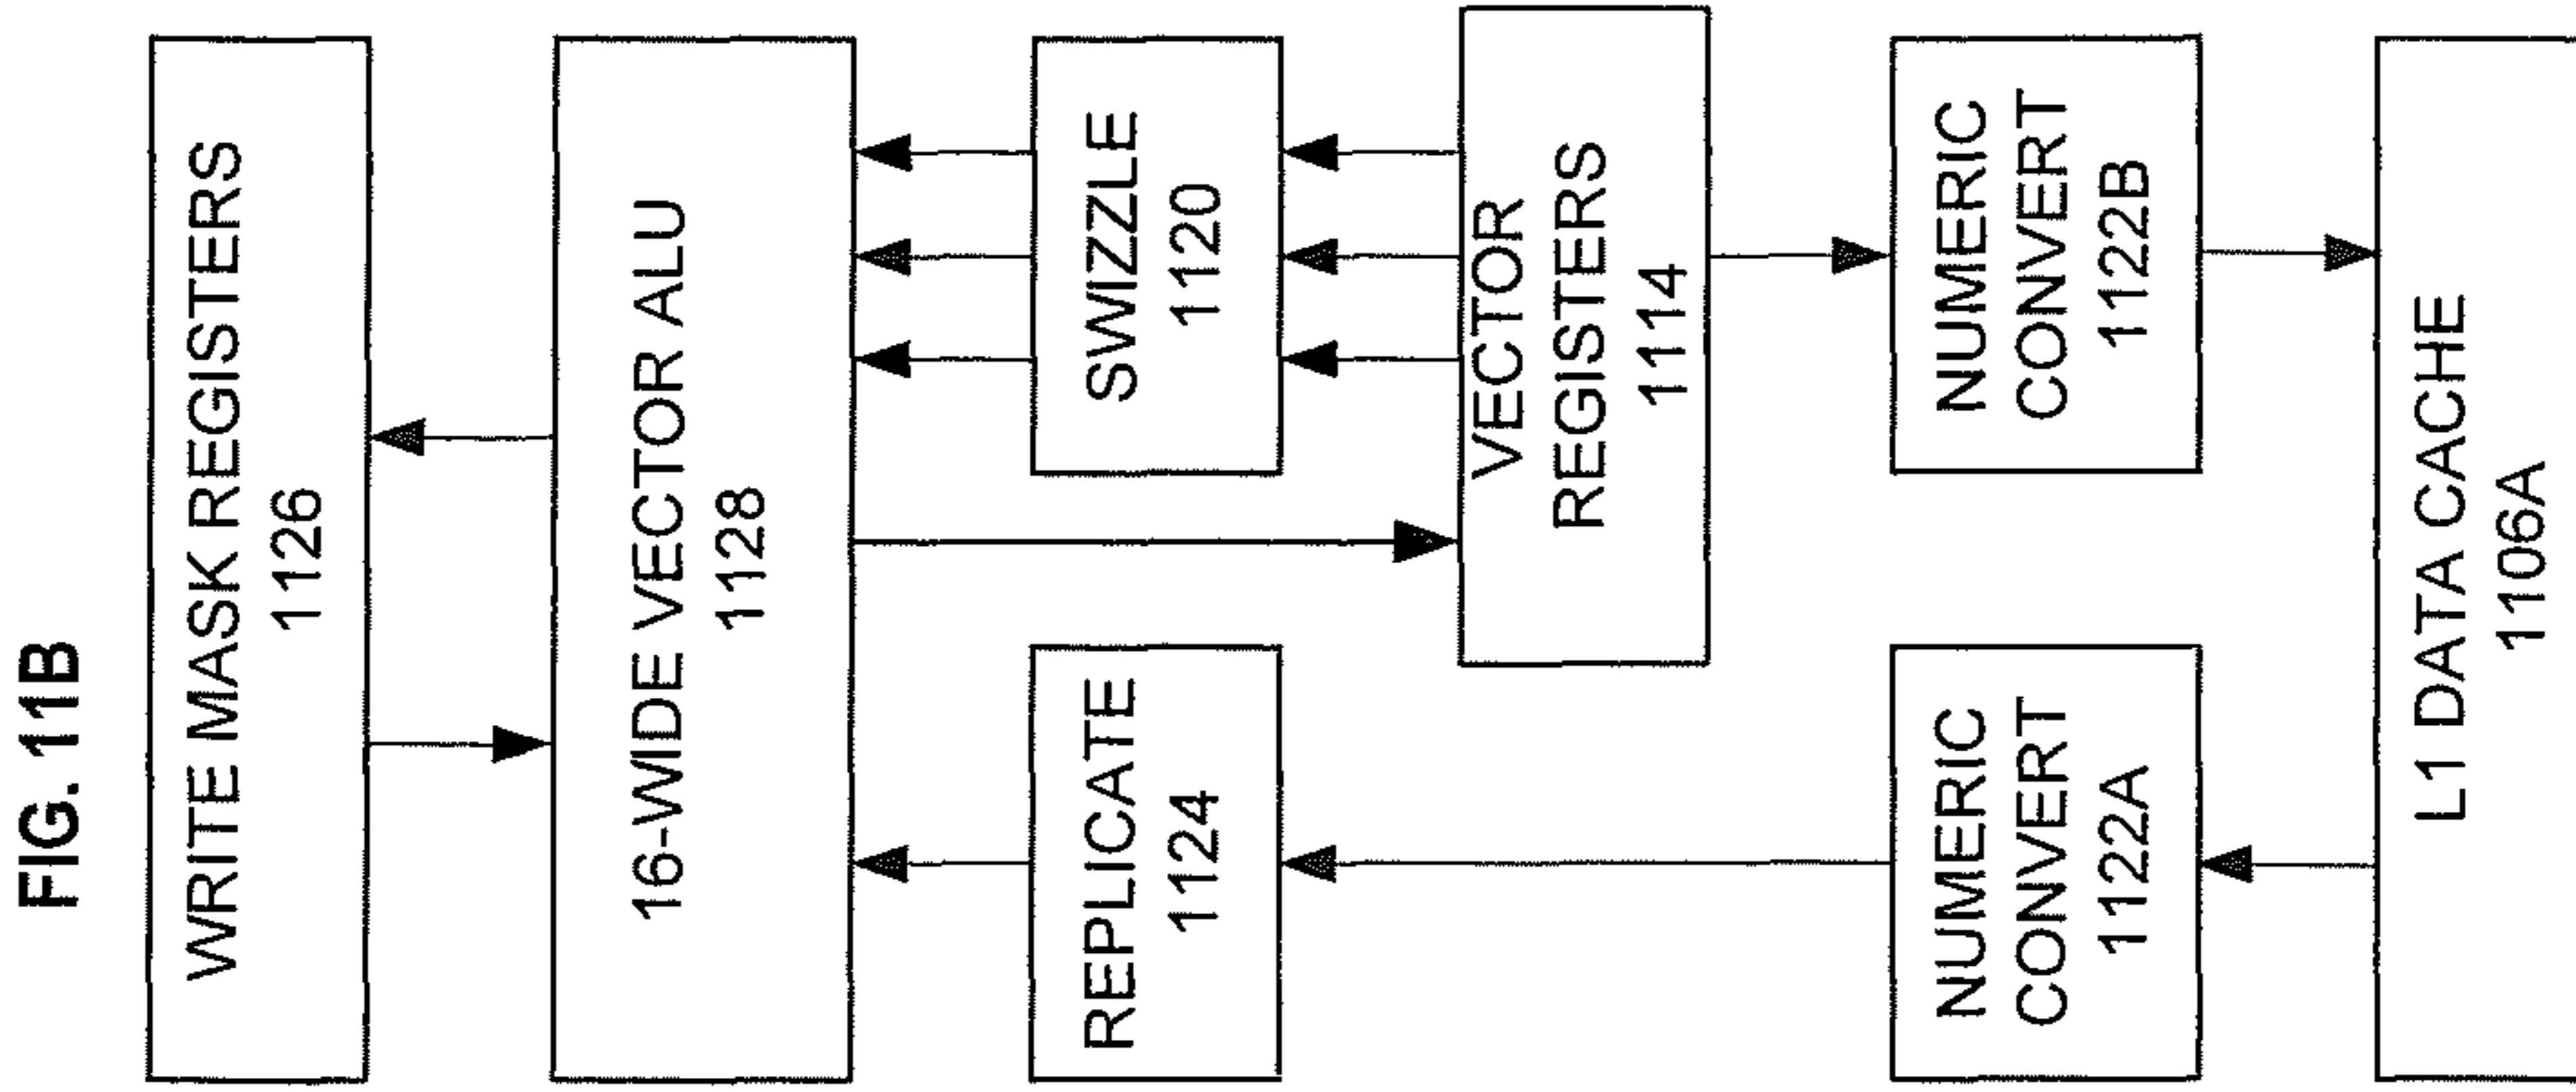 FIG. 11B
WRITE MASK REGISTERS
1126
16-WIDE VECTOR ALU
1128
REPLICATE
1124
SWIZZLE
1120
VECTOR
REGISTERS
1114
NUMERIC
CONVERT
1122A
NUMERIC
CONVERT
1122B
L1 DATA CACHE
1106A